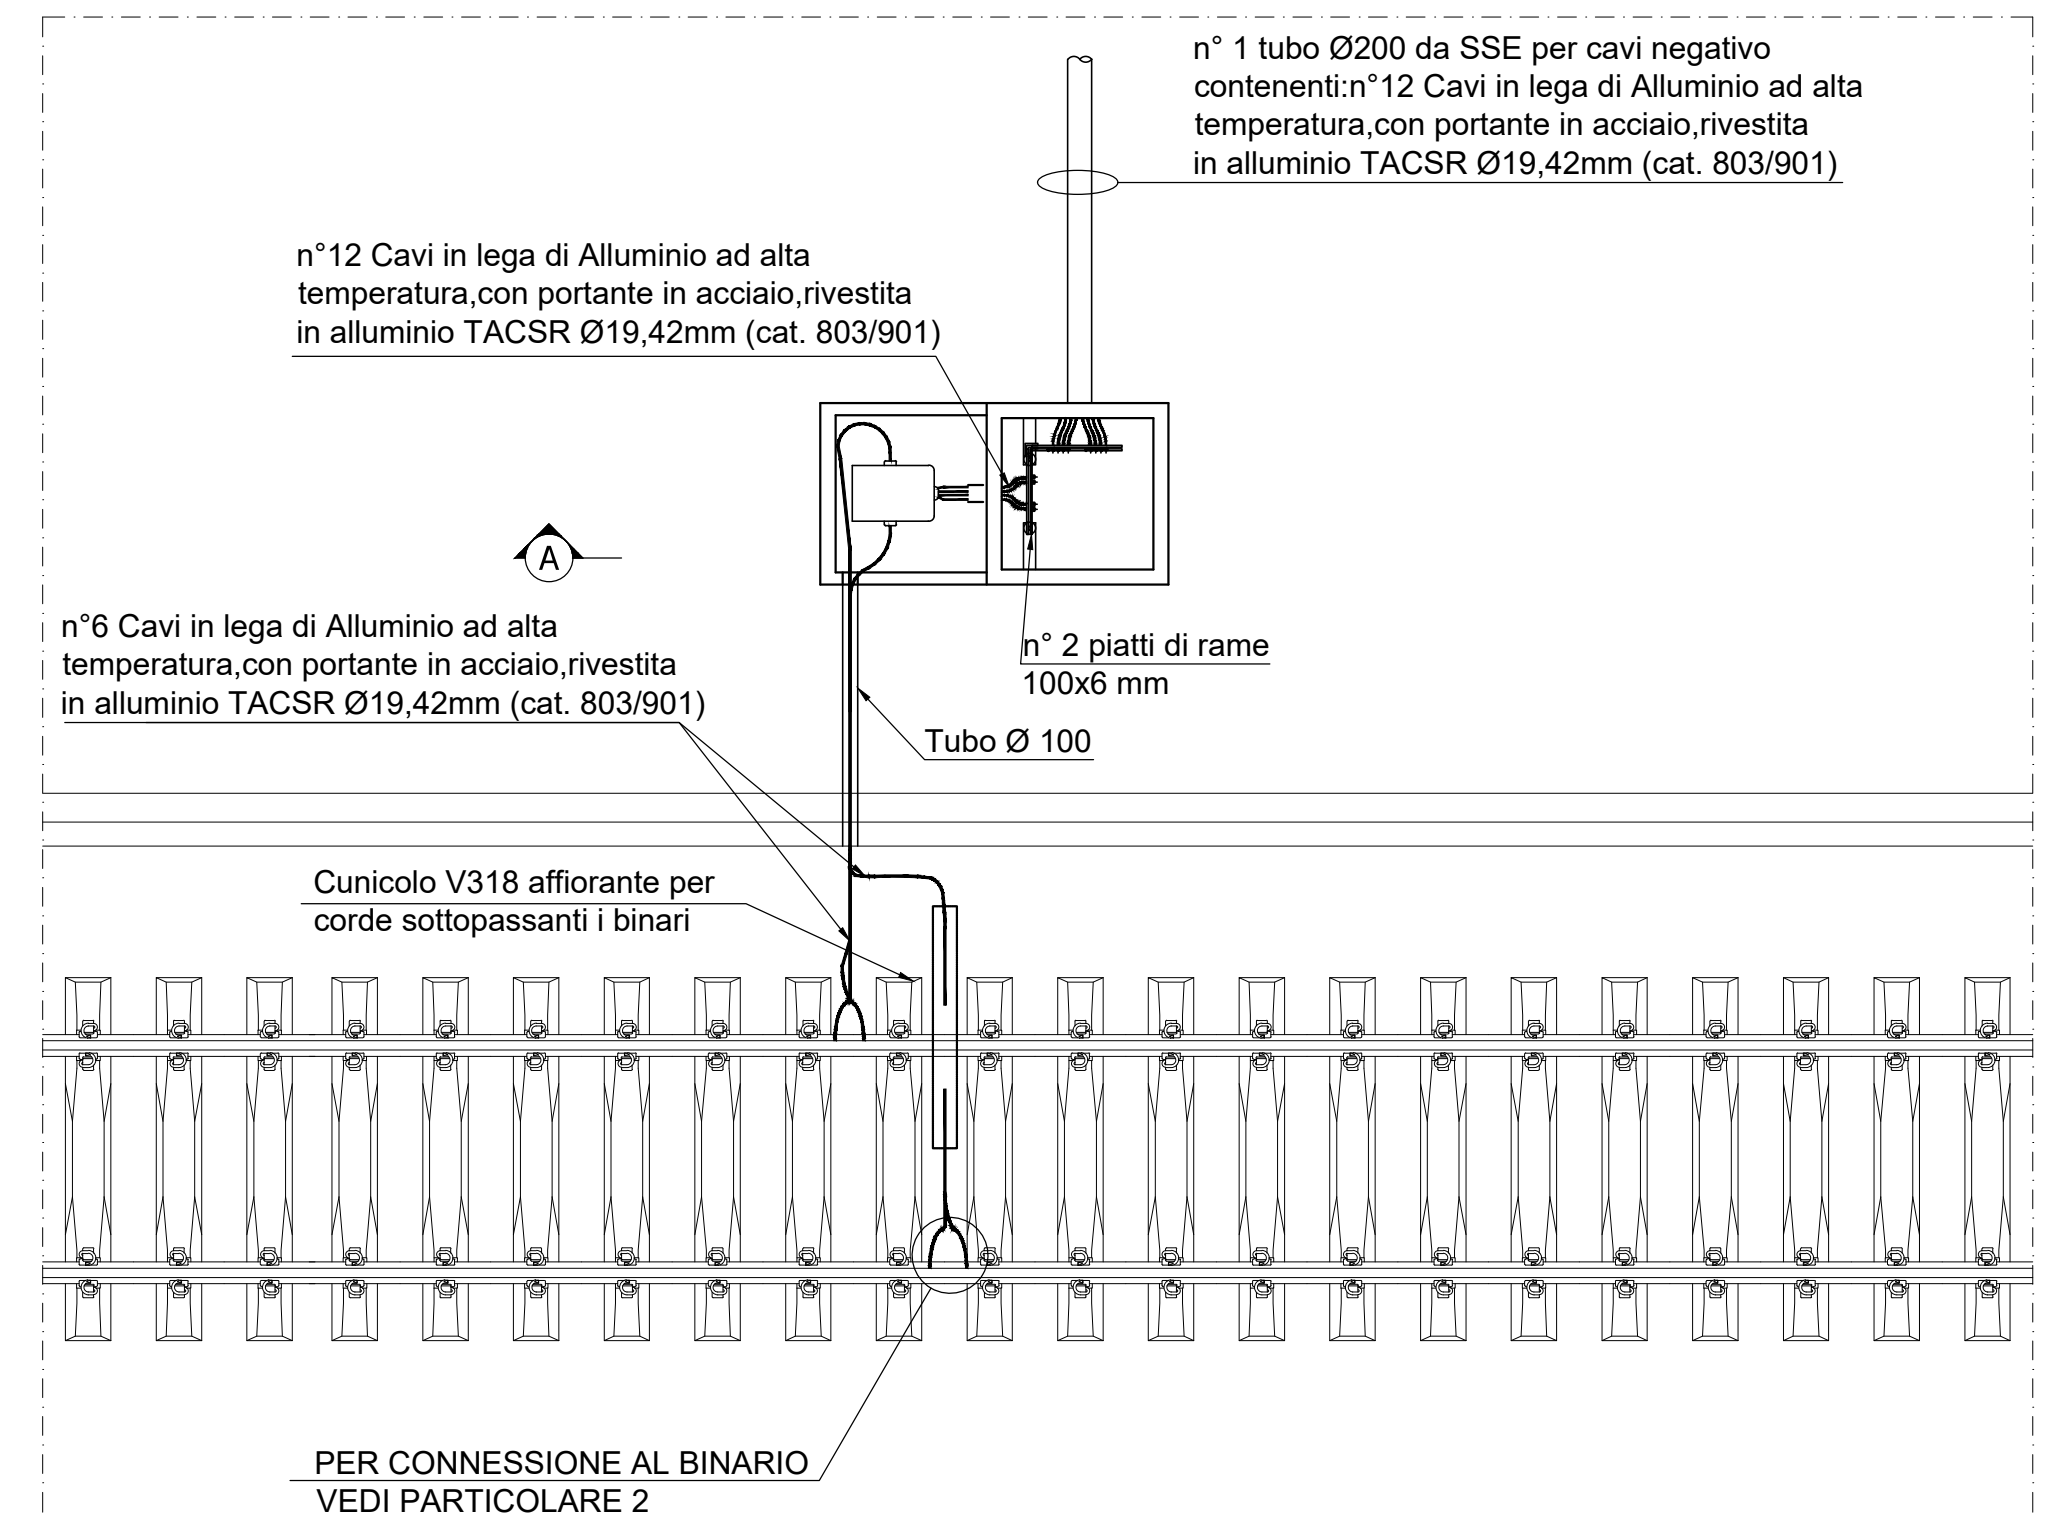 n° 1 tubo Ø200 da SSE per cavi negativo
contenenti:n°12 Cavi in lega di Alluminio ad alta
temperatura,con portante in acciaio,rivestita
in alluminio TACSR Ø19,42mm (cat. 803/901)
n°12 Cavi in lega di Alluminio ad alta
temperatura,con portante in acciaio,rivestita
in alluminio TACSR Ø19,42mm (cat. 803/901)
A
n°6 Cavi in lega di Alluminio ad alta
temperatura,con portante in acciaio,rivestita
in alluminio TACSR Ø19,42mm (cat. 803/901)
n° 2 piatti di rame
100x6 mm
Tubo Ø 100
Cunicolo V318 affiorante per
corde sottopassanti i binari
PER CONNESSIONE AL BINARIO
VEDI PARTICOLARE 2